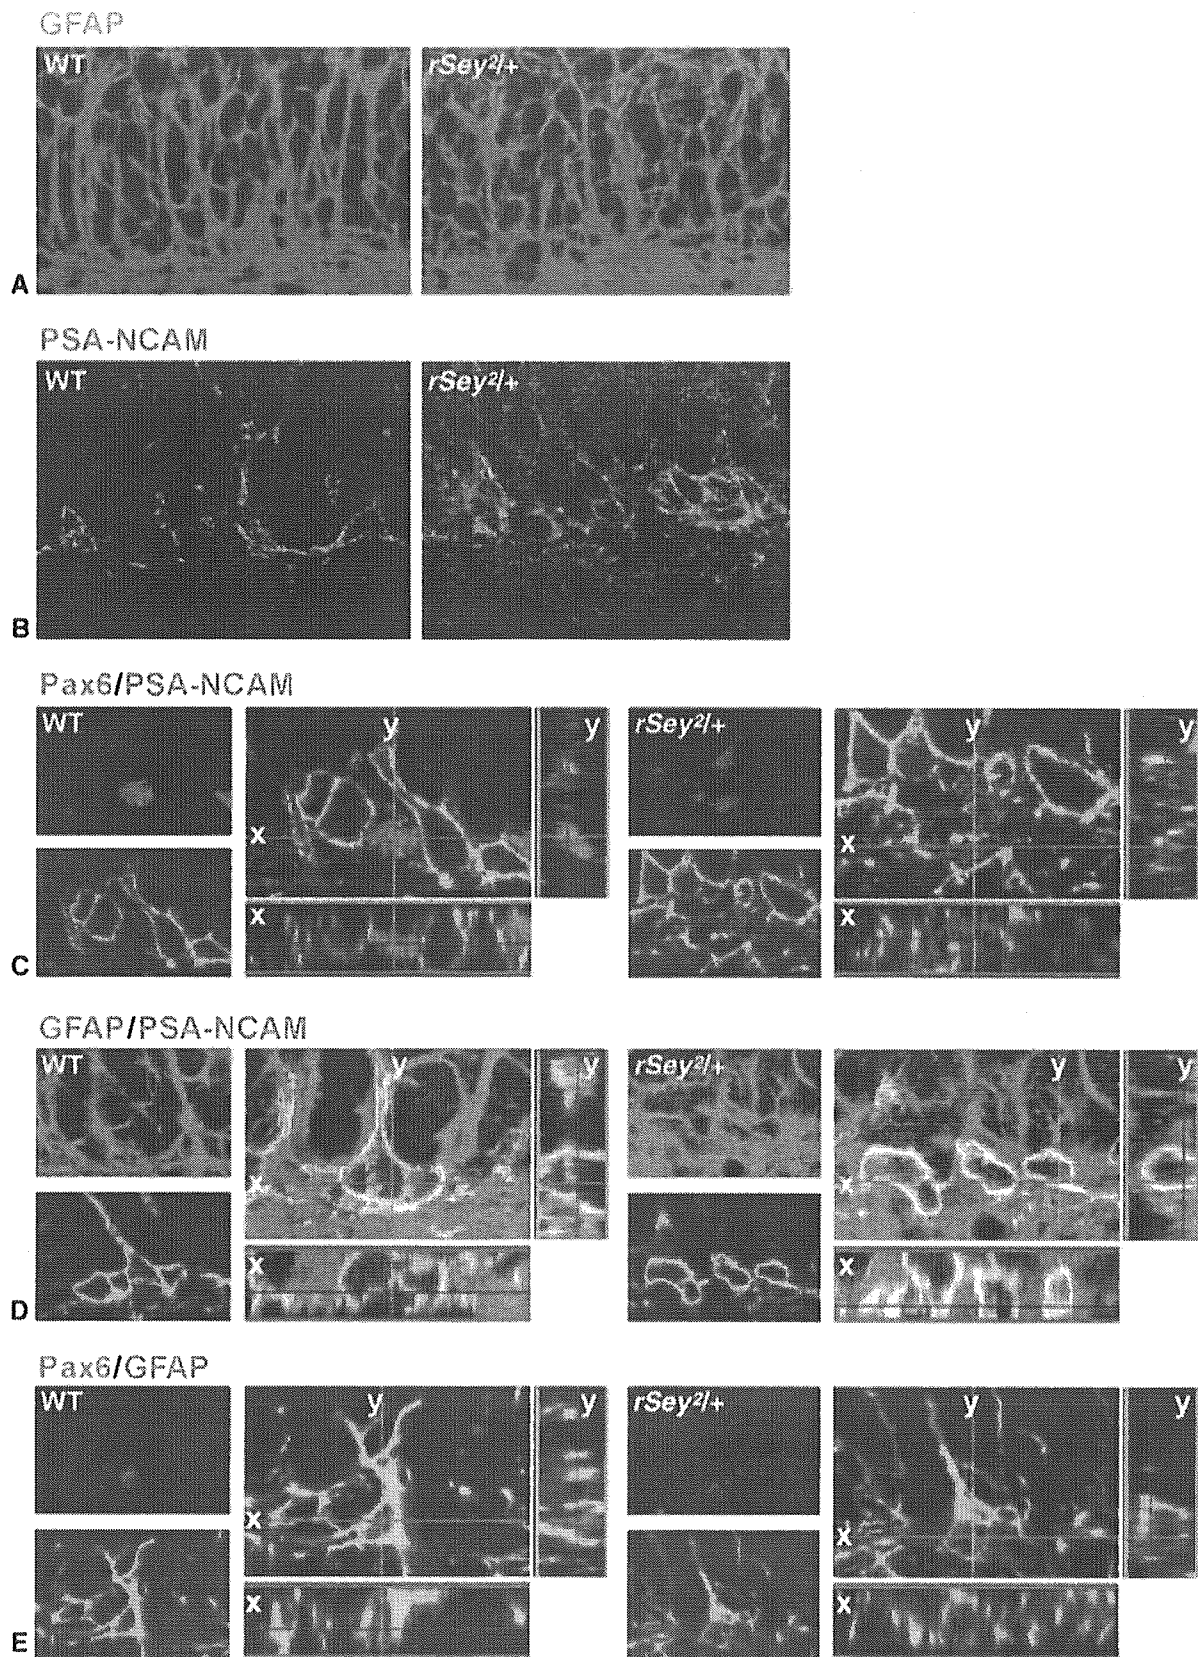 GFAP
WT rSey²/+
A
PSA-NCAM
WT rSey²/+
B
Pax6/PSA-NCAM
WT y y rSey²/+ y y
x x
x x
C
GFAP/PSA-NCAM
WT y y rSey²/+ y y
x x
x x
D
Pax6/GFAP
WT y y rSey²/+ y y
x x
x x
E